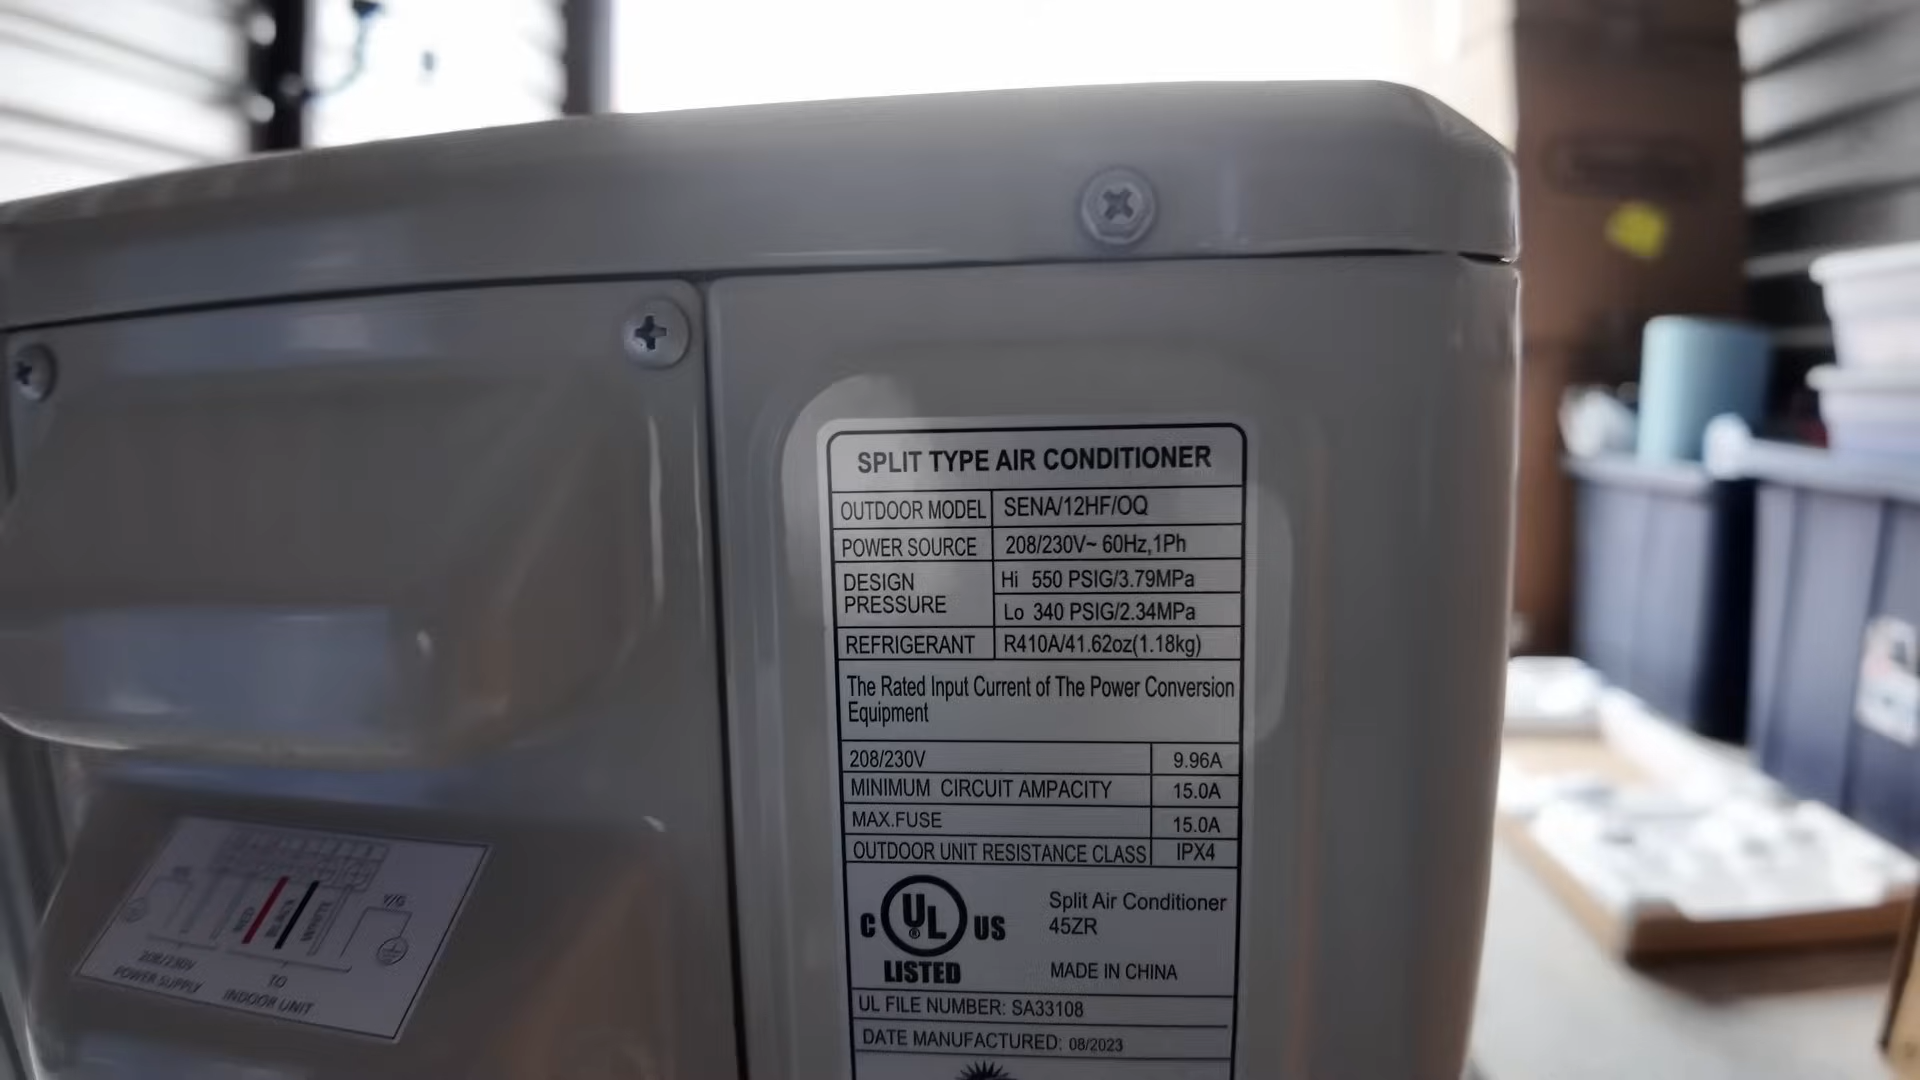 SPLIT TYPE AIR CONDITIONER
OUTDOOR MODEL SENA/12HF/OQ
POWER SOURCE 208/230V~ 60Hz,1Ph
DESIGN PRESSURE Hi 550 PSIG/3.79MPa
Lo 340 PSIG/2.34MPa
REFRIGERANT R410A/41.62oz(1.18kg)
The Rated Input Current of The Power Conversion
Equipment
208/230V 9.96A
MINIMUM CIRCUIT AMPACITY 15.0A
MAX.FUSE 15.0A
OUTDOOR UNIT RESISTANCE CLASS IPX4
C UL ® US
LISTED
Split Air Conditioner
45ZR
MADE IN CHINA
UL FILE NUMBER: SA33108
DATE MANUFACTURED: 08/2023
Y/G
208/230V
POWER SUPPLY
TO
INDOOR UNIT